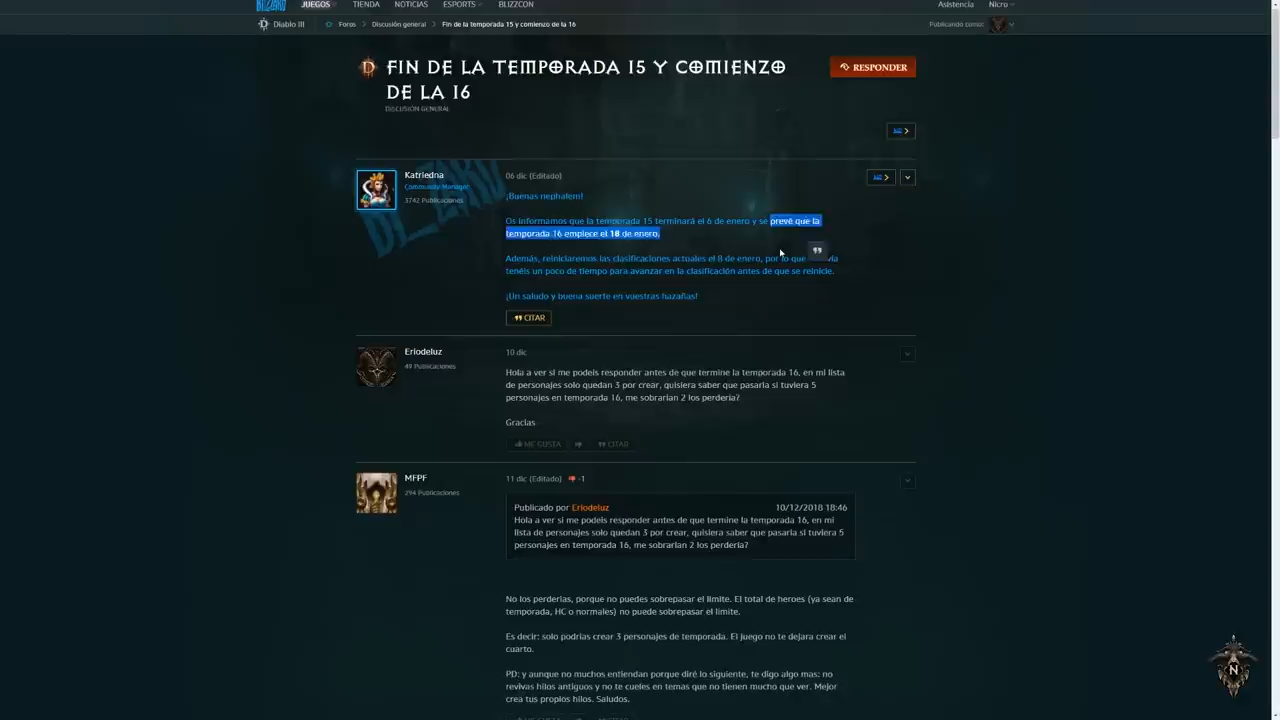 BLIZZARD JUEGOS TIENDA NOTICIAS ESPORTS BLIZZCON Asistencia Nicro
Diablo III Foros Discusión general Fin de la temporada 15 y comienzo de la 16 Publicando como:
FIN DE LA TEMPORADA 15 Y COMIENZO
DE LA 16
RESPONDER
DISCUSIÓN GENERAL
Katriedna
Community Manager
3742 Publicaciones
06 dic (Editado)
¡Buenas nephalem!
Os informamos que la temporada 15 terminará el 6 de enero y se prevé que la
temporada 16 empiece el 18 de enero.
Además, reiniciaremos las clasificaciones actuales el 8 de enero, por lo que
tenéis un poco de tiempo para avanzar en la clasificación antes de que se reinicie.
¡Un saludo y buena suerte en vuestras hazañas!
CITAR
Eriodeluz
49 Publicaciones
10 dic
Hola a ver si me podeis responder antes de que termine la temporada 16, en mi lista
de personajes solo quedan 3 por crear, quisiera saber que pasaria si tuviera 5
personajes en temporada 16, me sobrarian 2 los perderia?
Gracias
ME GUSTA CITAR
MFPF
294 Publicaciones
11 dic (Editado) -1
Publicado por Eriodeluz 10/12/2018 18:46
Hola a ver si me podeis responder antes de que termine la temporada 16, en mi
lista de personajes solo quedan 3 por crear, quisiera saber que pasaria si tuviera 5
personajes en temporada 16, me sobrarian 2 los perderia?
No los perderias, porque no puedes sobrepasar el limite. El total de heroes (ya sean de
temporada, HC o normales) no puede sobrepasar el limite.
Es decir: solo podrias crear 3 personajes de temporada. El juego no te dejara crear el
cuarto.
PD: y aunque no muchos entiendan porque diré lo siguiente, te digo algo mas: no
revivas hilos antiguos y no te cueles en temas que no tienen mucho que ver. Mejor
crea tus propios hilos. Saludos.
N